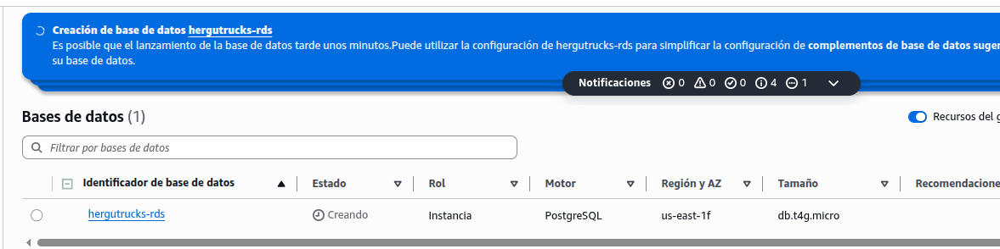 Creación de base de datos hergutrucks-rds
Es posible que el lanzamiento de la base de datos tarde unos minutos.Puede utilizar la configuración de hergutrucks-rds para simplificar la configuración de complementos de base de datos suger
su base de datos.
Notificaciones 0 0 0 4 1
Bases de datos (1)
Recursos del g
Filtrar por bases de datos
Identificador de base de datos Estado Rol Motor Región y AZ Tamaño Recomendacione
hergutrucks-rds Creando Instancia PostgreSQL us-east-1f db.t4g.micro